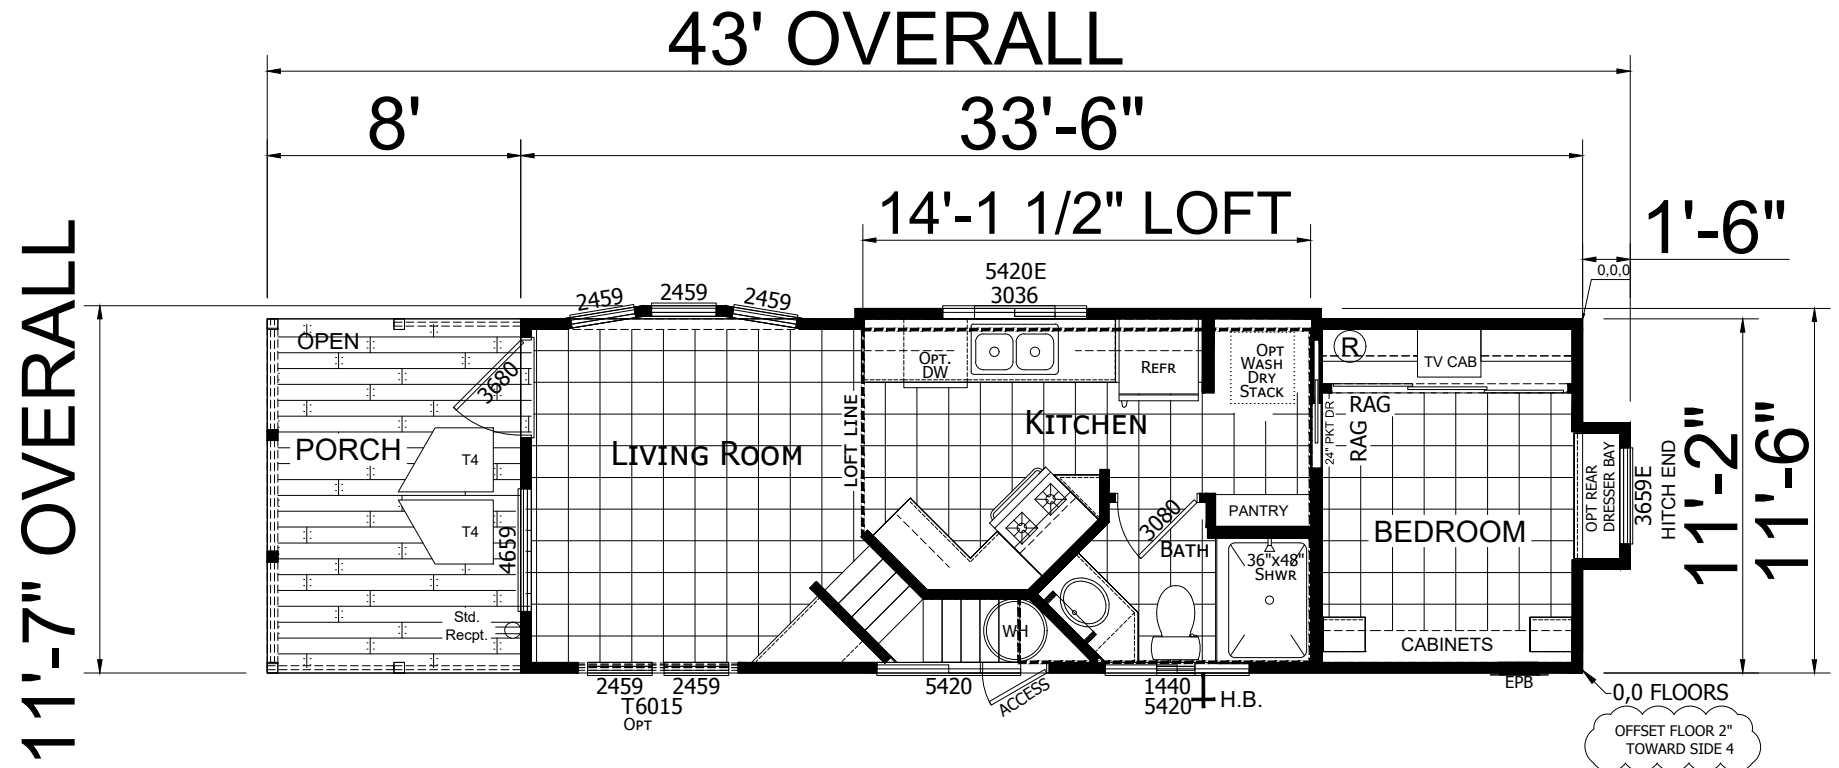 43' OVERALL
8'
33'-6"
14'-1 1/2" LOFT
1'-6"
0,0,0
11'-7" OVERALL
5420E
3036
2459
2459
2459
OPEN
3680
PORCH
T4
T4
4659
Std.
Recpt.
LIVING ROOM
LOFT LINE
OPT.
DW
REFR
OPT
WASH
DRY
STACK
KITCHEN
24" PKT DR
RAG
RAG
R
TV CAB
PANTRY
3080
BATH
36"x48"
SHWR
WH
BEDROOM
CABINETS
OPT REAR
DRESSER BAY
3659E
HITCH END
11'-2"
11'-6"
2459
2459
T6015
OPT
5420
ACCESS
1440
5420
H.B.
EPB
0,0 FLOORS
OFFSET FLOOR 2"
TOWARD SIDE 4